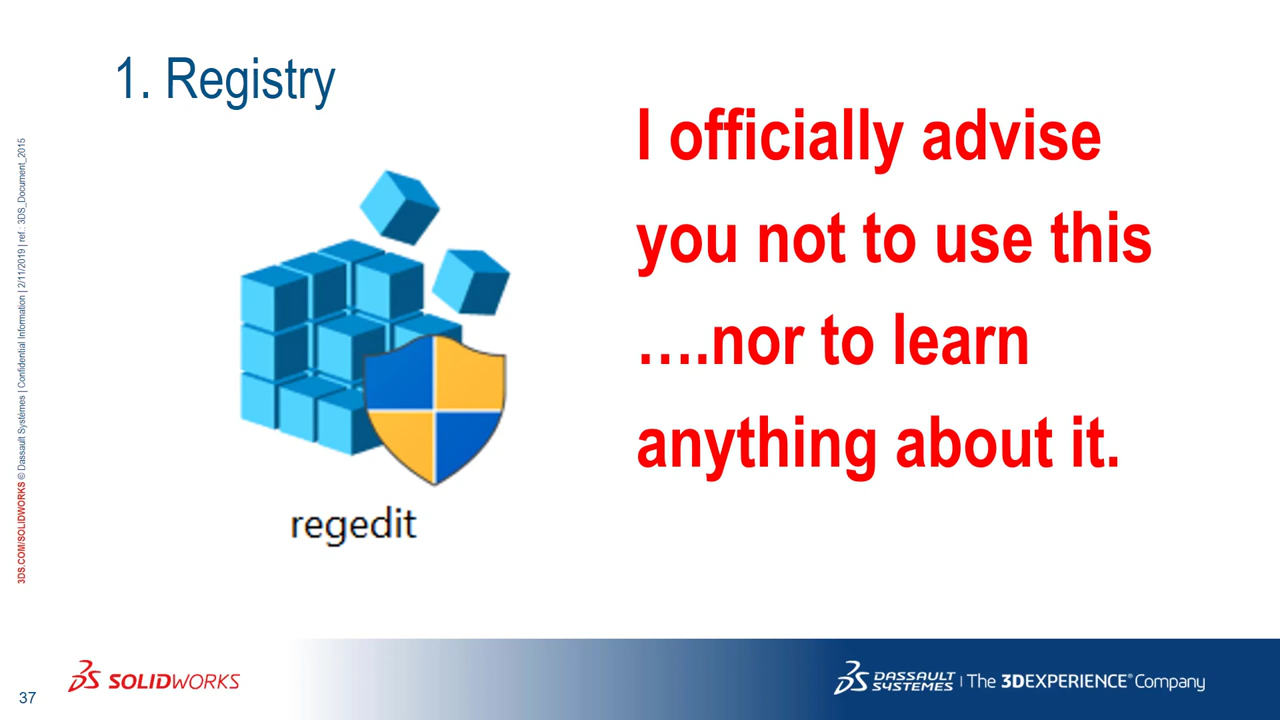 1. Registry
I officially advise
you not to use this
….nor to learn
anything about it.
regedit
3DS.COM/SOLIDWORKS © Dassault Systèmes | Confidential Information | 2/11/2019 | ref.: 3DS_Document_2015
37
SOLIDWORKS
DASSAULT SYSTEMES | The 3DEXPERIENCE® Company